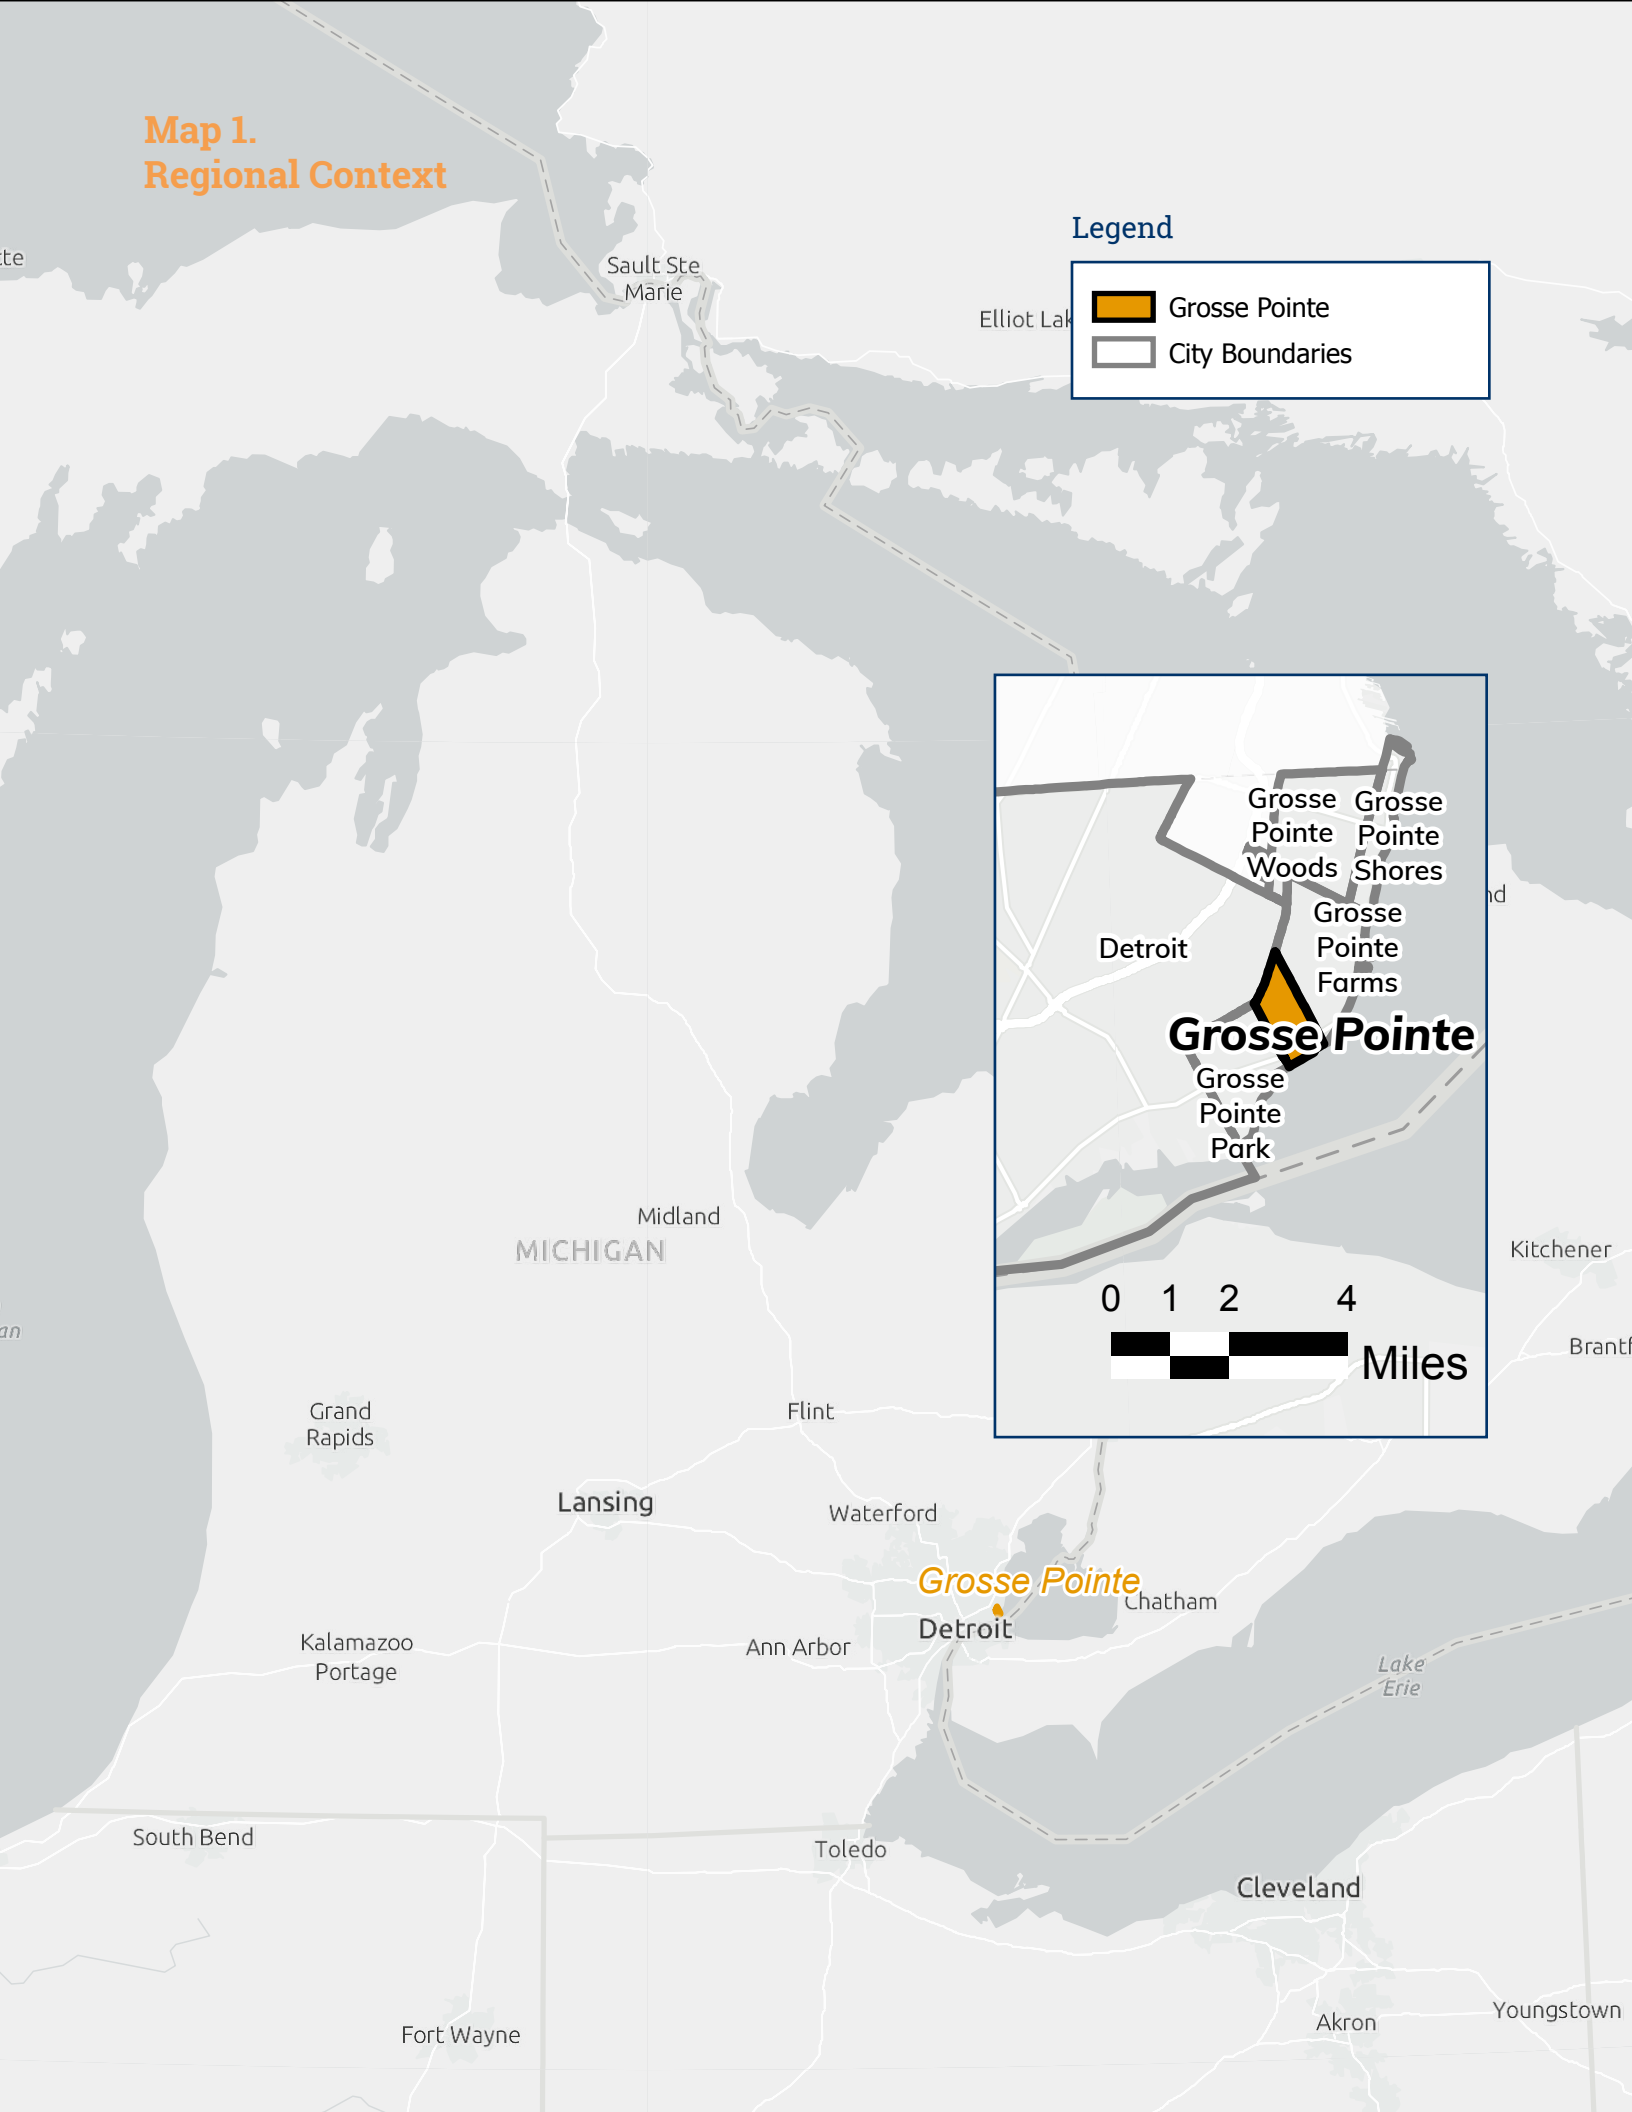 Map 1.
Regional Context
Legend
Grosse Pointe
City Boundaries
Sault Ste
Marie
Elliot
Grosse
Pointe
Woods
Grosse
Pointe
Shores
Grosse
Pointe
Farms
Detroit
Grosse Pointe
Grosse
Pointe
Park
0 1 2 4
Miles
Midland
MICHIGAN
Kitchener
Grand
Rapids
Flint
Lansing
Waterford
Grosse Pointe
Chatham
Detroit
Ann Arbor
Kalamazoo
Portage
Lake
Erie
South Bend
Toledo
Cleveland
Fort Wayne
Akron
Youngstown